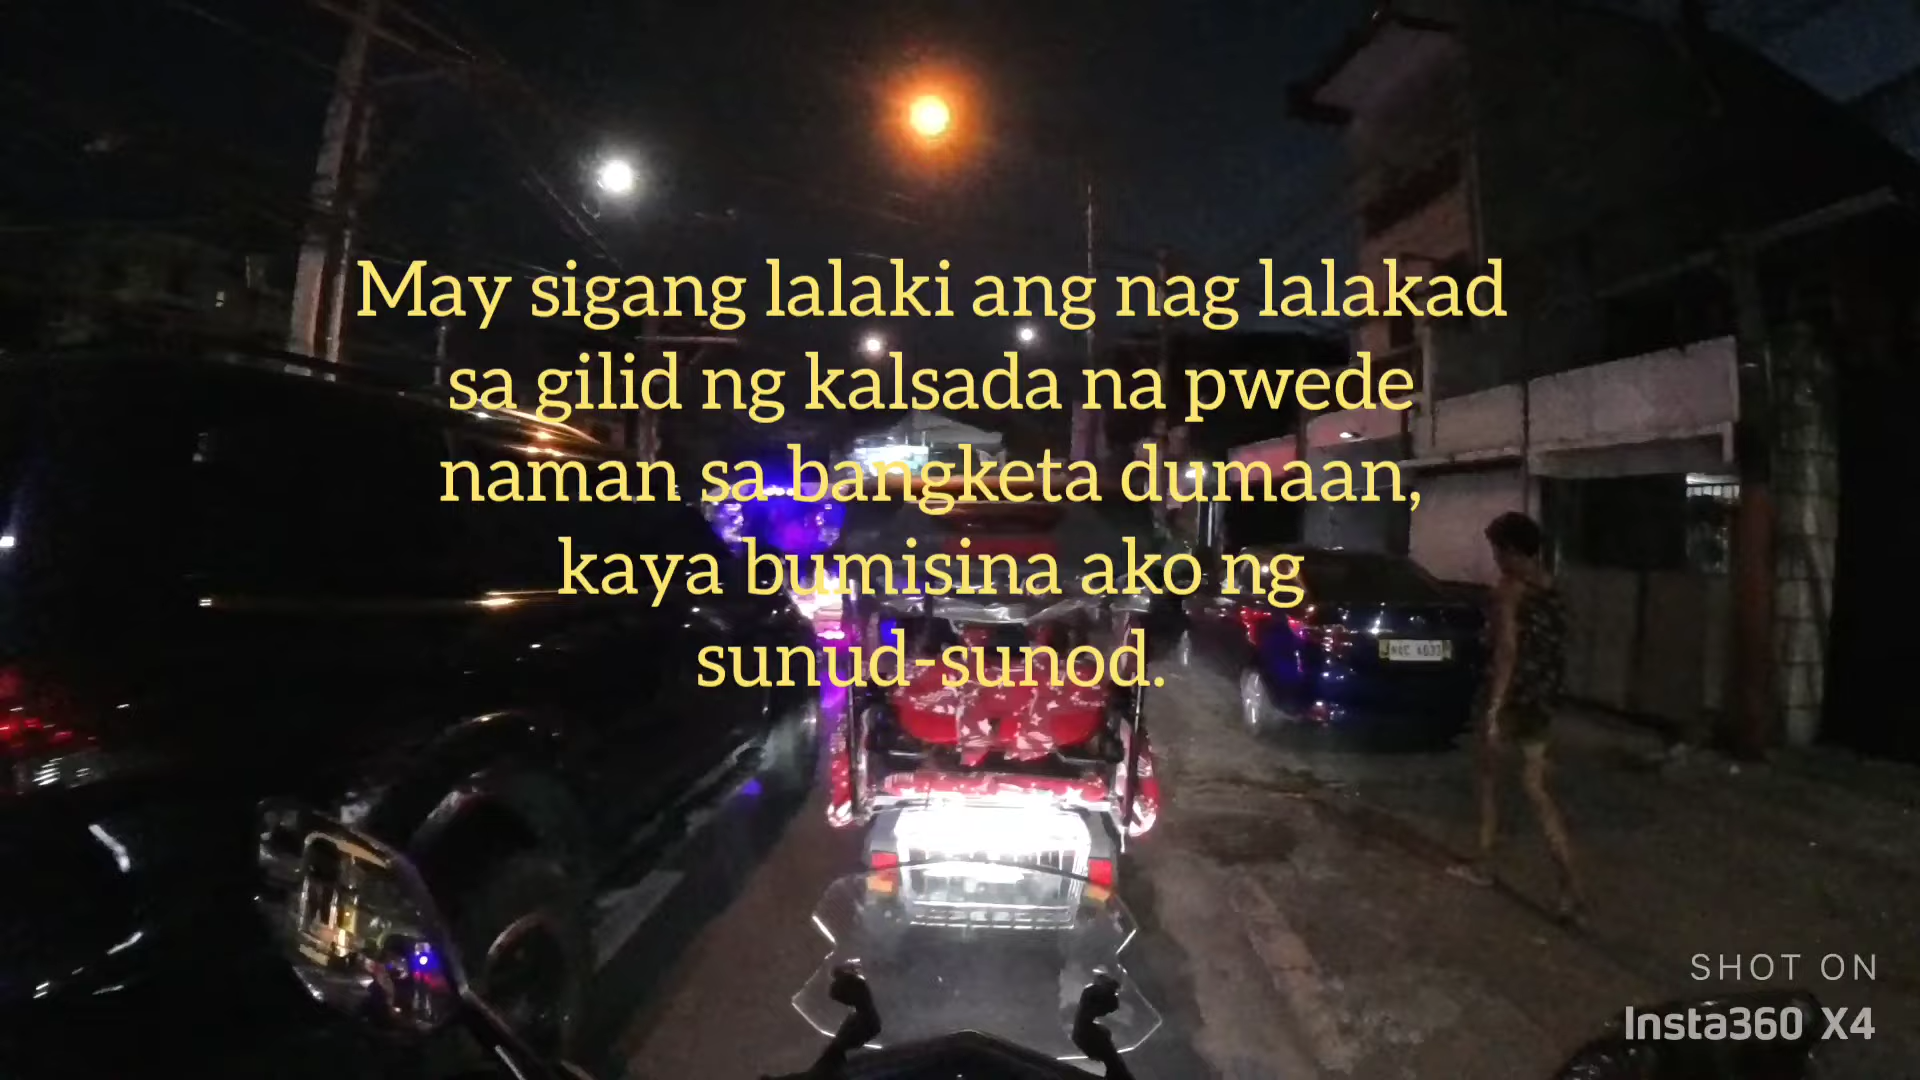 May sigang lalaki ang nag lalakad
sa gilid ng kalsada na pwede
naman sa bangketa dumaan,
kaya bumisina ako ng
sunud-sunod.
SHOT ON
Insta360 X4